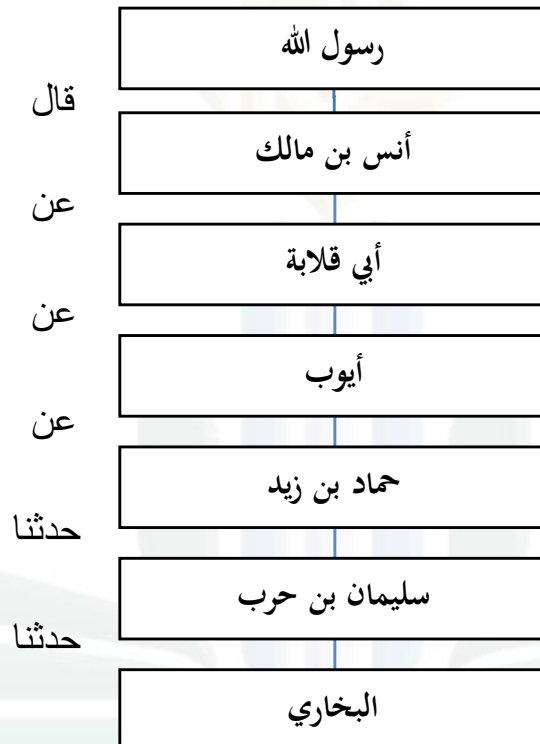 رسول الله
قال
أنس بن مالك
عن
أبي قلابة
عن
أيوب
عن
حماد بن زيد
حدثنا
سليمان بن حرب
حدثنا
البخاري